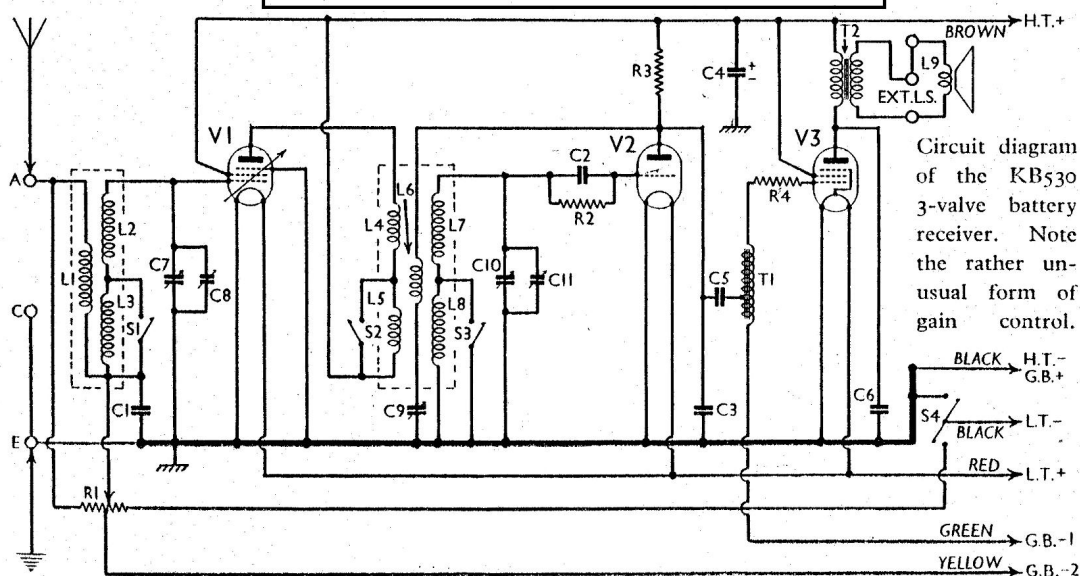 H.T.+
BROWN
T2
R3
C4
+
-
L9
EXT.L.S.
V1
V2
V3
C2
R2
R4
A
L6
L2
L4
L7
L1
C7
C8
C10
C11
C5
T1
L3
S1
L5
S2
L8
S3
C
Circuit diagram
of the KB530
3-valve battery
receiver. Note
the rather un-
usual form of
gain control.
BLACK
H.T.-
G.B.+
C1
C9
C3
C6
S4
L.T.-
BLACK
E
RED
L.T.+
R1
GREEN
G.B.-1
YELLOW
G.B.-2